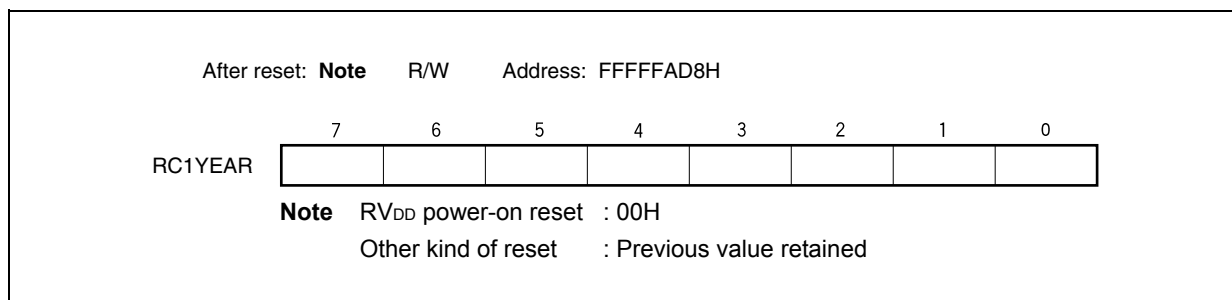 After reset: Note R/W Address: FFFFFAD8H
7 6 5 4 3 2 1 0
RC1YEAR
Note RVDD power-on reset : 00H
Other kind of reset : Previous value retained